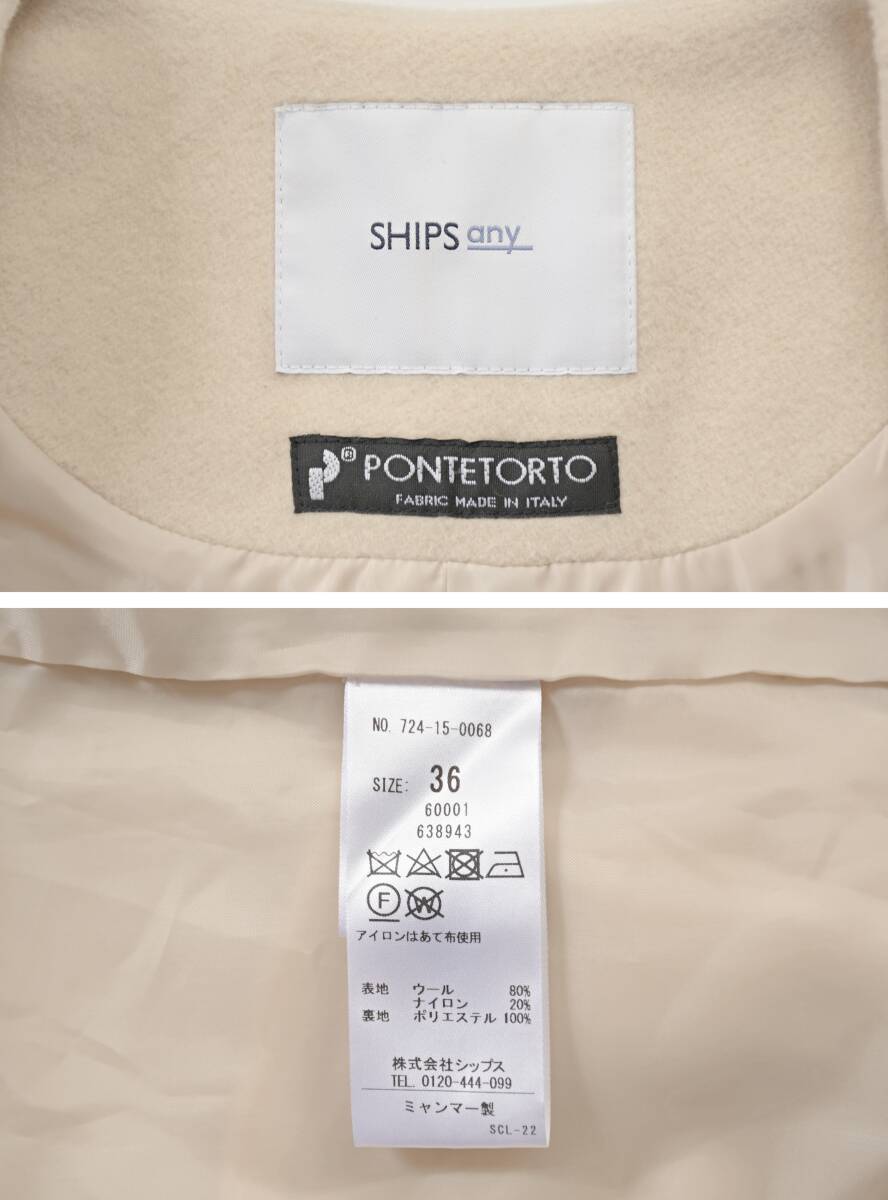 SHIPS any
P® PONTETORTO
FABRIC MADE IN ITALY
NO. 724-15-0068
SIZE: 36
60001
638943
F W
アイロンはあて布使用
表地 ウール 80%
ナイロン 20%
裏地 ポリエステル 100%
株式会社シップス
TEL. 0120-444-099
ミャンマー製
SCL-22